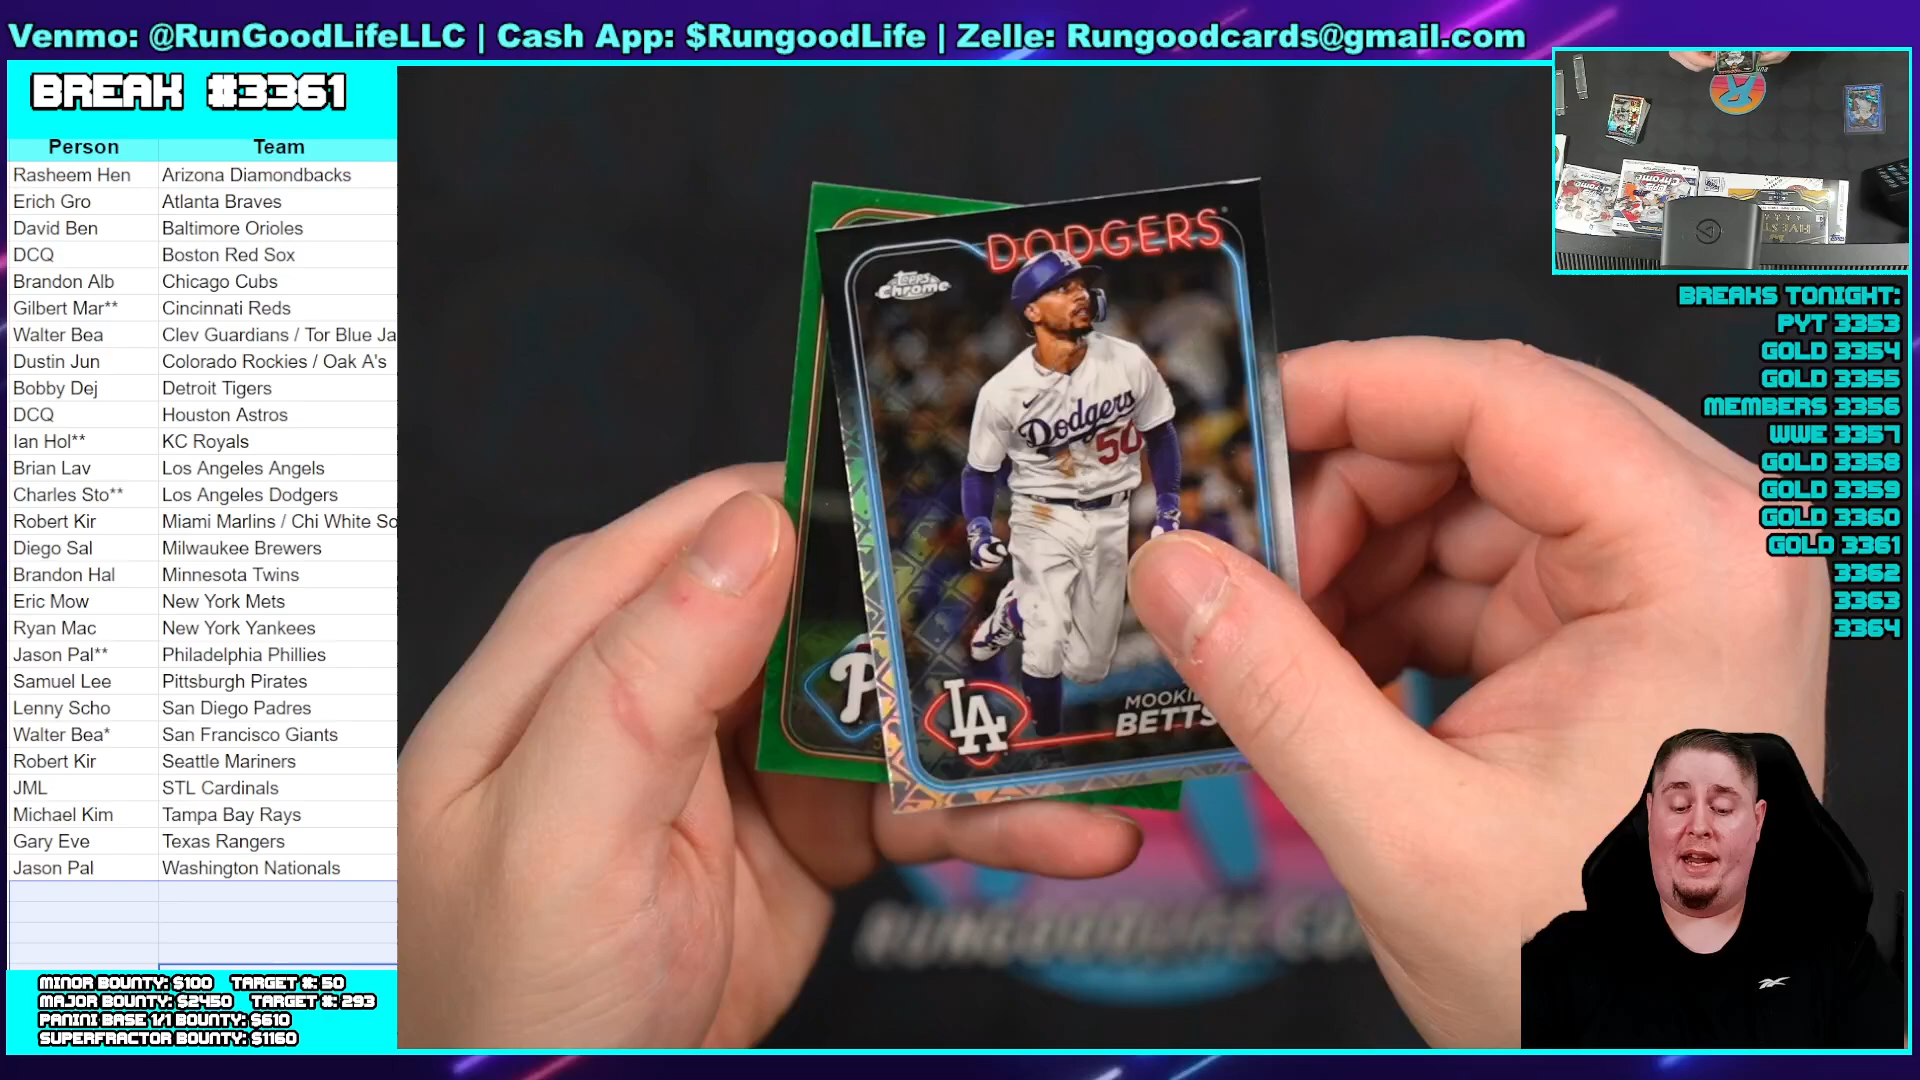 Venmo: @RunGoodLifeLLC | Cash App: $RungoodLife | Zelle: Rungoodcards@gmail.com
BREAK #3361
Person Team
Rasheem Hen Arizona Diamondbacks
Erich Gro Atlanta Braves
David Ben Baltimore Orioles
DCQ Boston Red Sox
Brandon Alb Chicago Cubs
Gilbert Mar** Cincinnati Reds
Walter Bea Clev Guardians / Tor Blue Ja
Dustin Jun Colorado Rockies / Oak A's
Bobby Dej Detroit Tigers
DCQ Houston Astros
Ian Hol** KC Royals
Brian Lav Los Angeles Angels
Charles Sto** Los Angeles Dodgers
Robert Kir Miami Marlins / Chi White So
Diego Sal Milwaukee Brewers
Brandon Hal Minnesota Twins
Eric Mow New York Mets
Ryan Mac New York Yankees
Jason Pal** Philadelphia Phillies
Samuel Lee Pittsburgh Pirates
Lenny Scho San Diego Padres
Walter Bea* San Francisco Giants
Robert Kir Seattle Mariners
JML STL Cardinals
Michael Kim Tampa Bay Rays
Gary Eve Texas Rangers
Jason Pal Washington Nationals
MINOR BOUNTY: $100 TARGET #: 50
MAJOR BOUNTY: $2450 TARGET #: 293
PANINI BASE 1/1 BOUNTY: $610
SUPERFRACTOR BOUNTY: $1160
DODGERS
Topps Chrome
Dodgers
50
LA
MOOKIE
BETTS
P
BREAKS TONIGHT:
PYT 3353
GOLD 3354
GOLD 3355
MEMBERS 3356
WWE 3357
GOLD 3358
GOLD 3359
GOLD 3360
GOLD 3361
3362
3363
3364